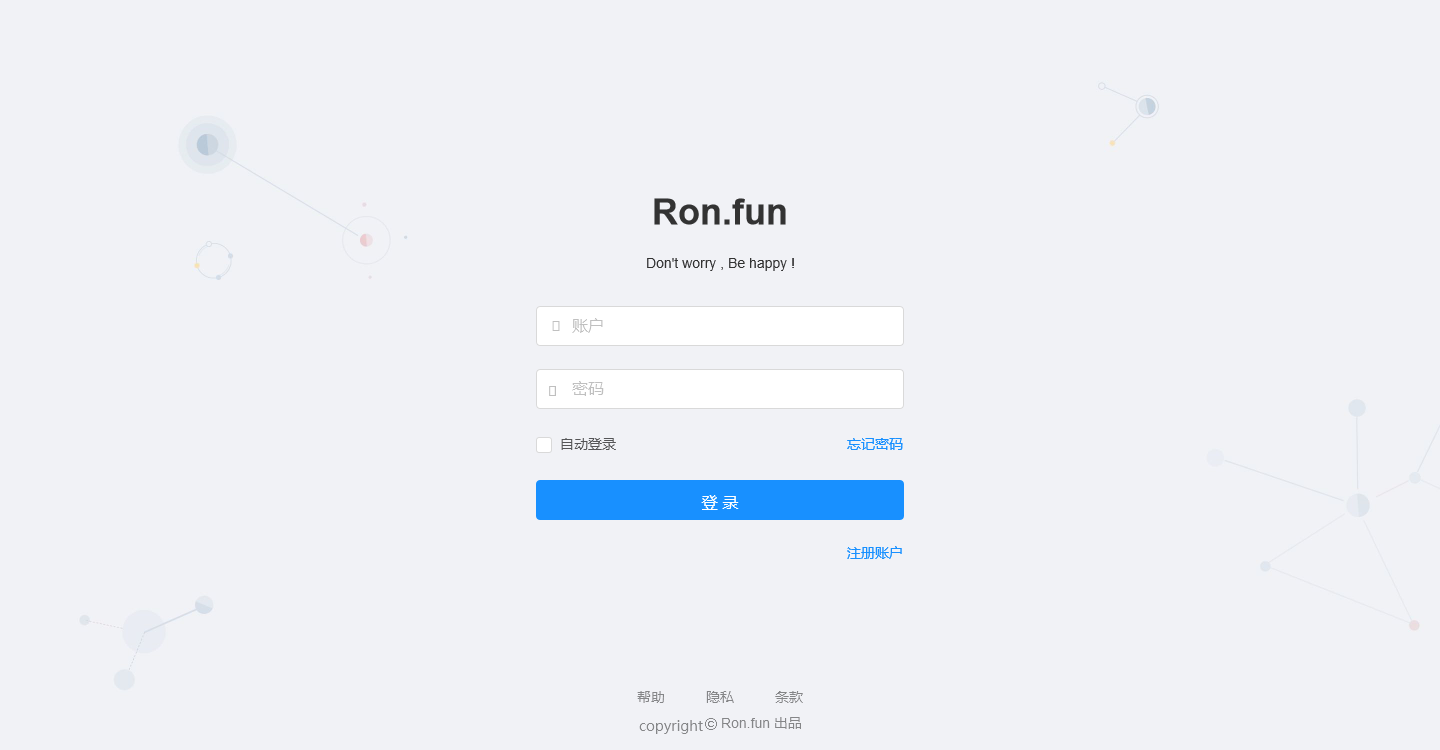 Ron.fun
Don't worry , Be happy !
账户
密码
自动登录 忘记密码
登 录
注册账户
帮助 隐私 条款
copyright© Ron.fun 出品